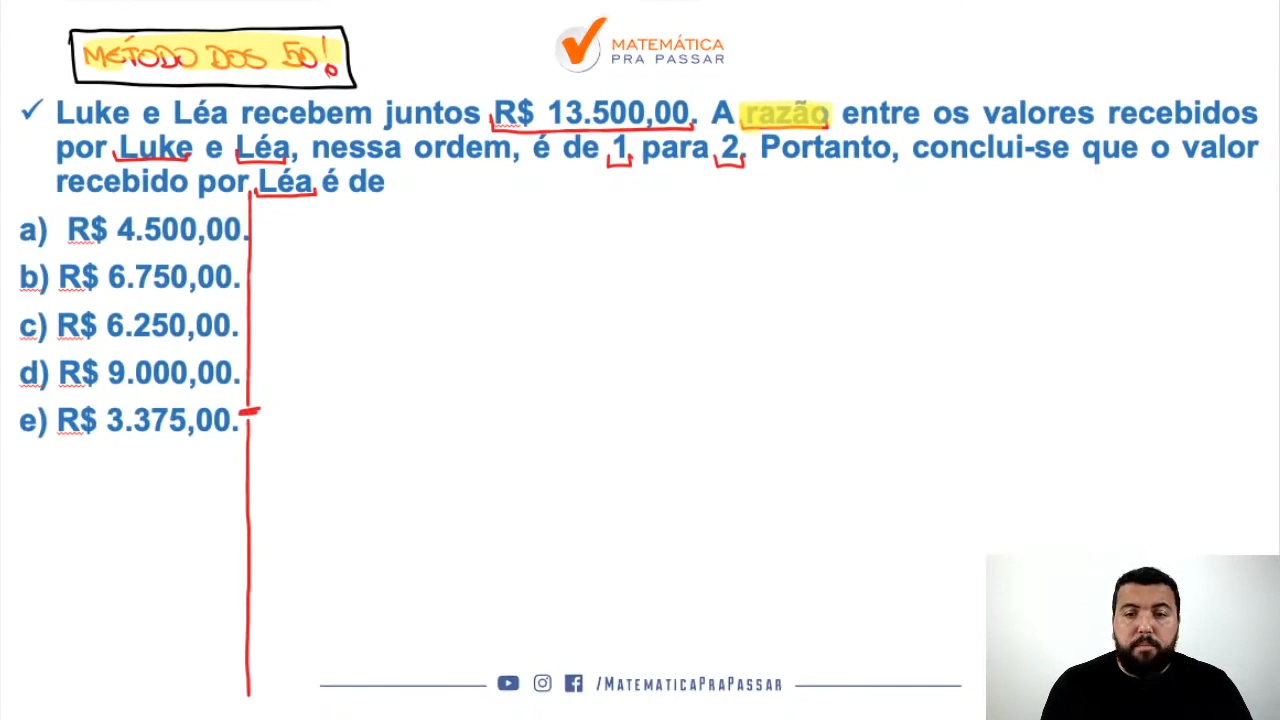 MÉTODO DOS 50!
MATEMÁTICA
PRA PASSAR
✓ Luke e Léa recebem juntos R$ 13.500,00. A razão entre os valores recebidos
por Luke e Léa, nessa ordem, é de 1 para 2. Portanto, conclui-se que o valor
recebido por Léa é de
a) R$ 4.500,00.
b) R$ 6.750,00.
c) R$ 6.250,00.
d) R$ 9.000,00.
e) R$ 3.375,00.
/MatematicaPraPassar